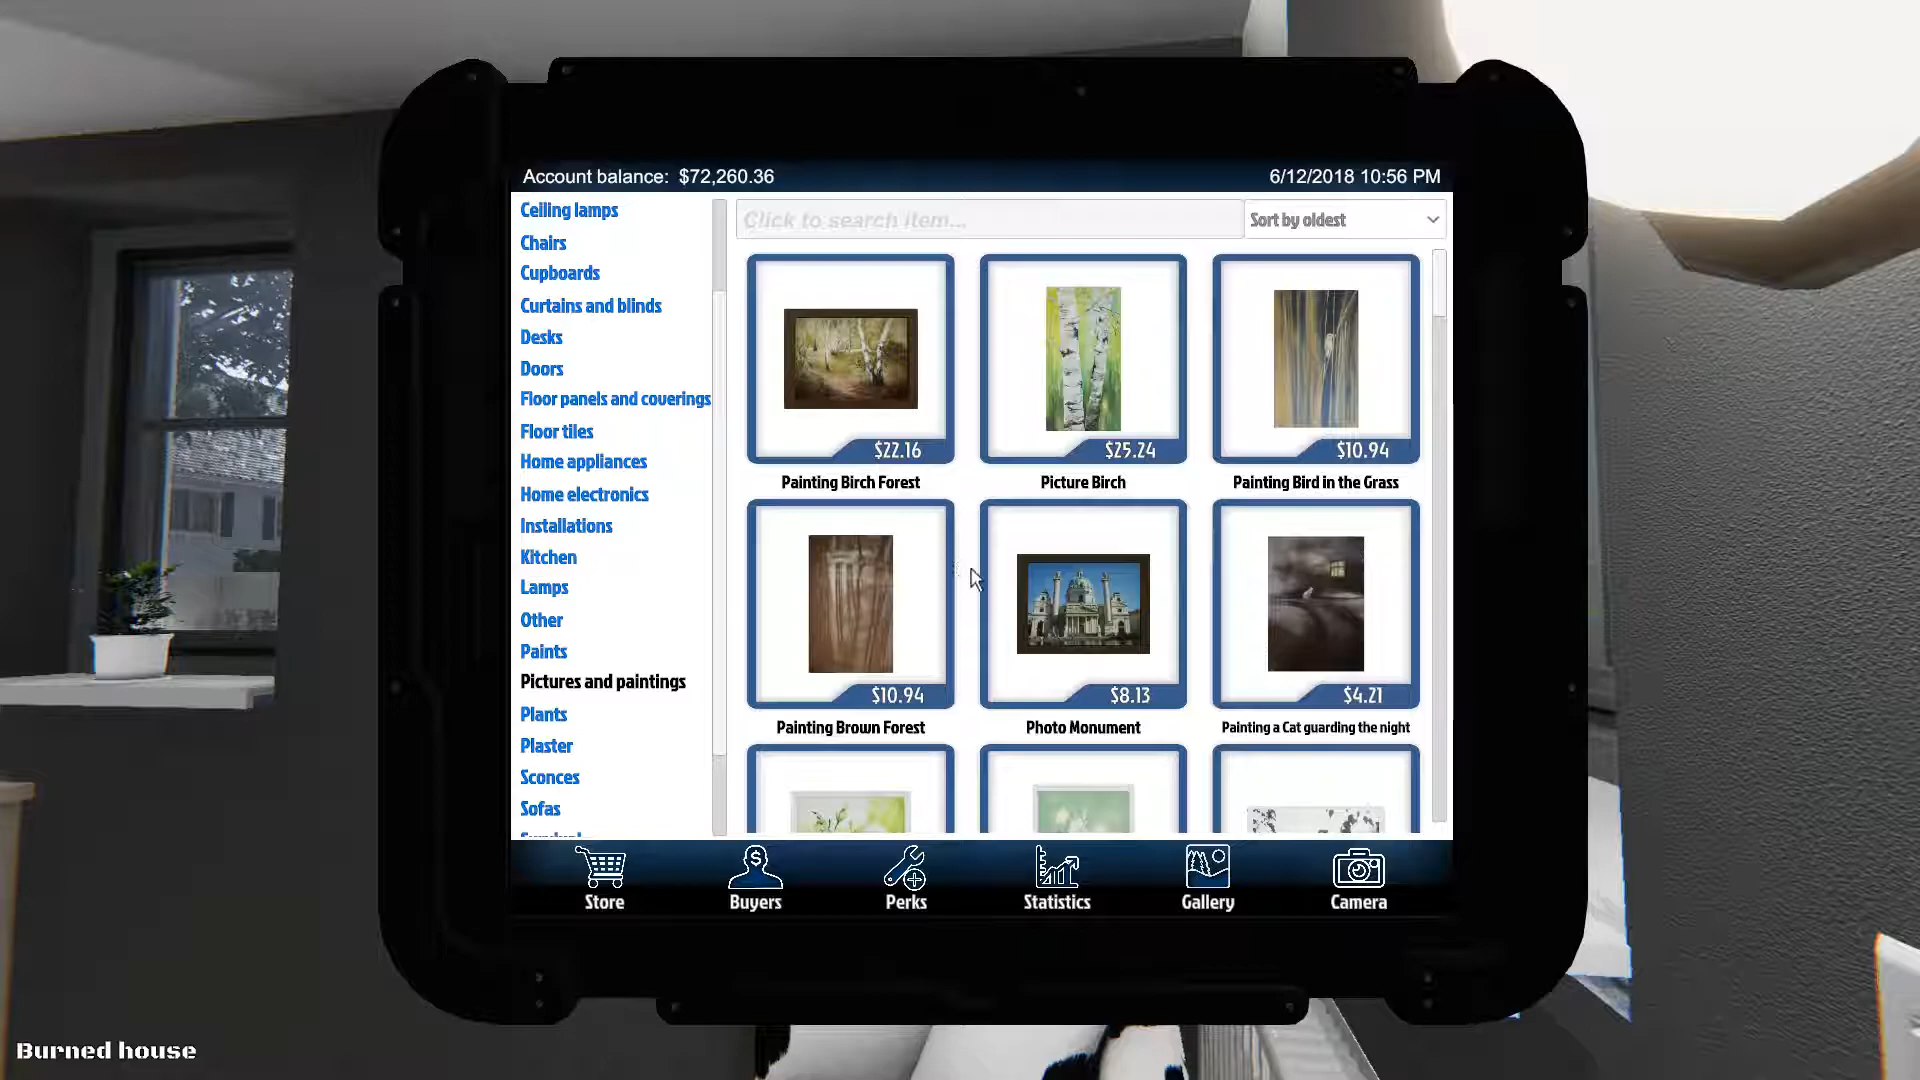 Account balance: $72,260.36
6/12/2018 10:56 PM
Ceiling lamps
Chairs
Cupboards
Curtains and blinds
Desks
Doors
Floor panels and coverings
Floor tiles
Home appliances
Home electronics
Installations
Kitchen
Lamps
Other
Paints
Pictures and paintings
Plants
Plaster
Sconces
Sofas
Click to search item...
Sort by oldest
$22.16
$25.24
$10.94
Painting Birch Forest
Picture Birch
Painting Bird in the Grass
$10.94
$8.13
$4.21
Painting Brown Forest
Photo Monument
Painting a Cat guarding the night
Store
Buyers
Perks
Statistics
Gallery
Camera
Burned house